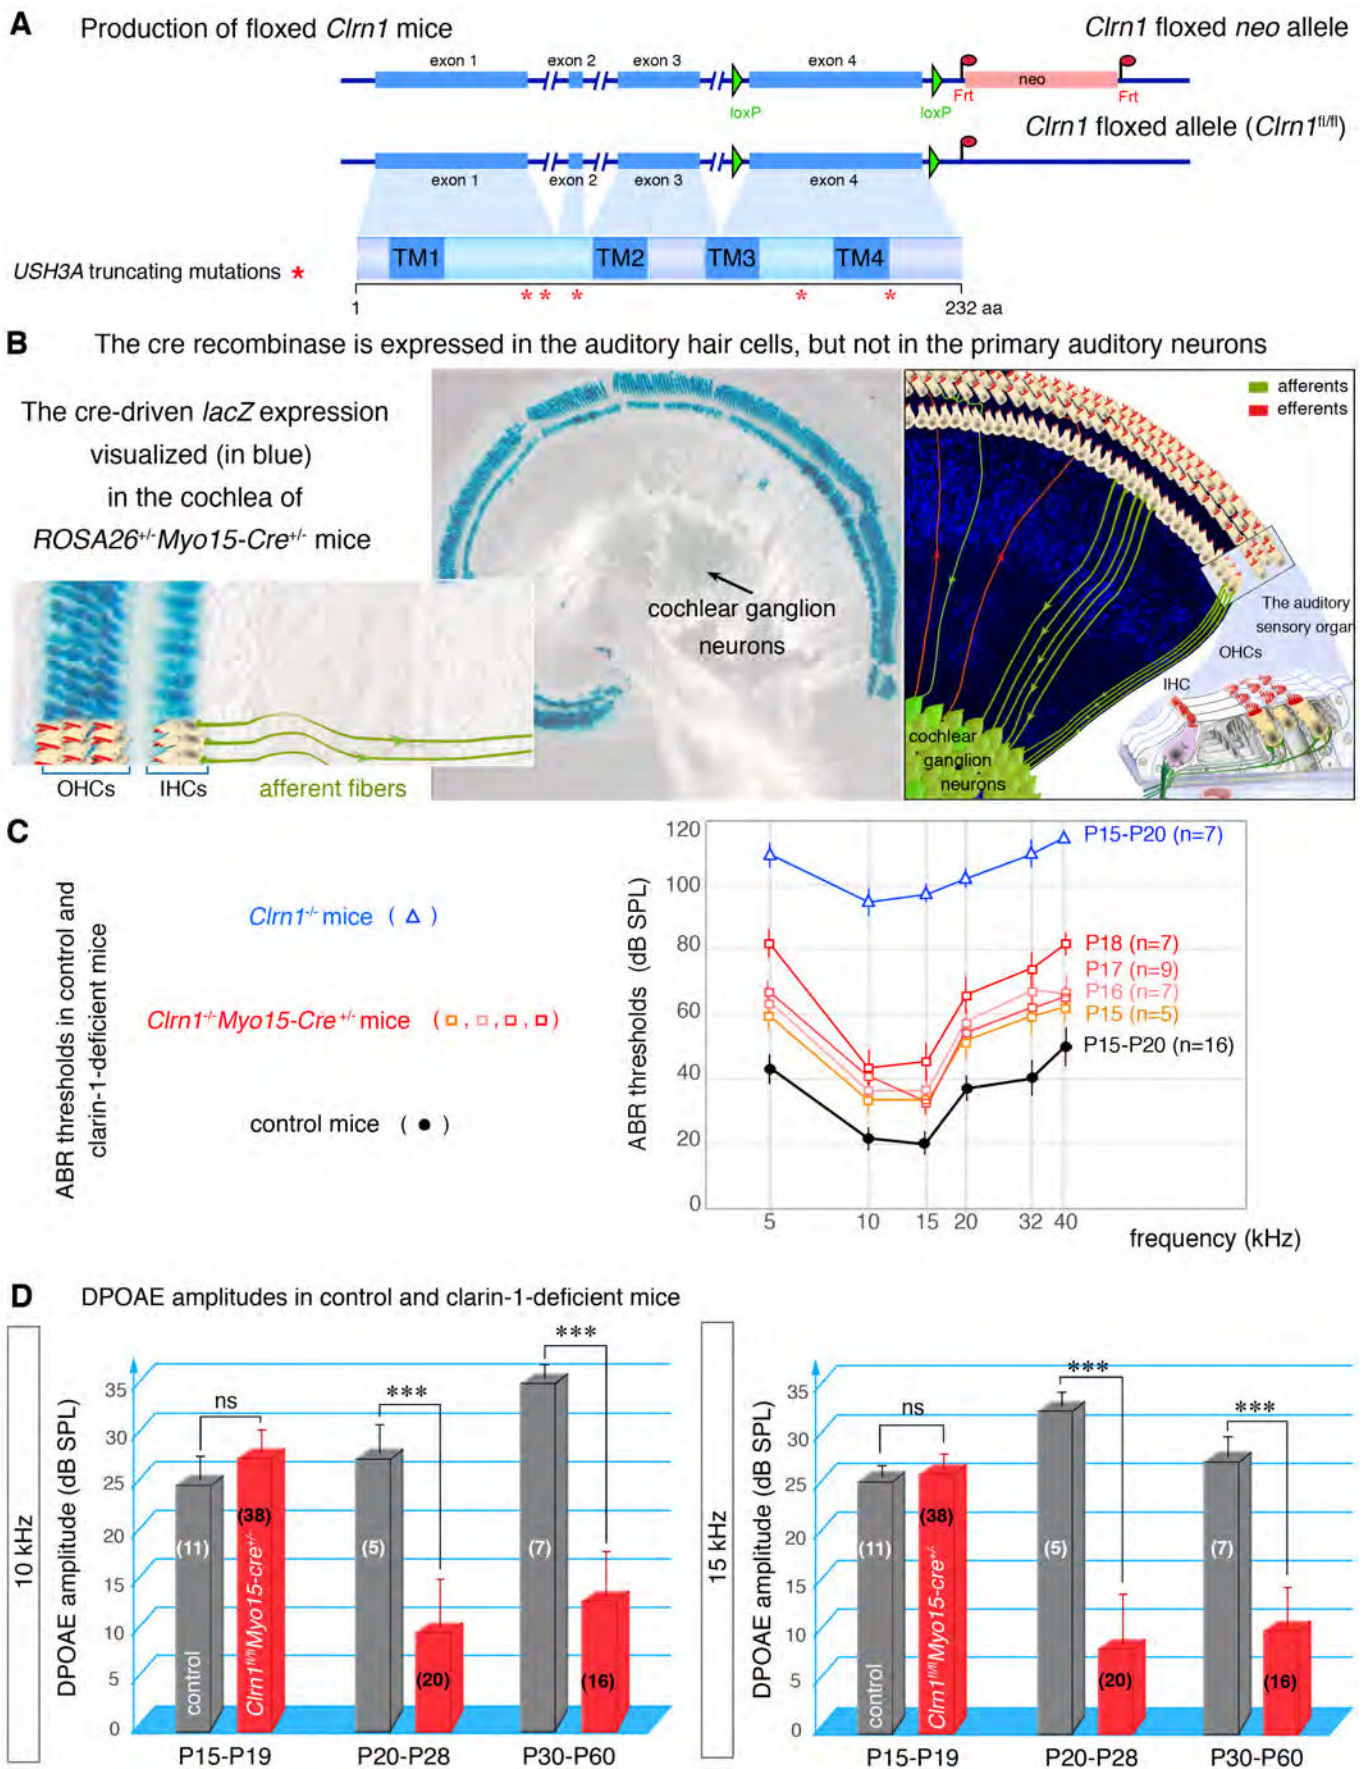 A Production of floxed Clrn1 mice
Clrn1 floxed neo allele
exon 1 exon 2 exon 3 exon 4 neo
loxP loxP Frt Frt
Clrn1 floxed allele (Clrn1fl/fl)
exon 1 exon 2 exon 3 exon 4
TM1 TM2 TM3 TM4
USH3A truncating mutations *
* * * * *
1 232 aa
B The cre recombinase is expressed in the auditory hair cells, but not in the primary auditory neurons
The cre-driven lacZ expression
visualized (in blue)
in the cochlea of
ROSA26+/- Myo15-Cre+/- mice
OHCs IHCs afferent fibers
cochlear ganglion
neurons
afferents
efferents
The auditory
sensory organ
OHCs
IHC
cochlear
ganglion
neurons
C
ABR thresholds in control and
clarin-1-deficient mice
Clrn1-/- mice ( △ )
Clrn1-/-Myo15-Cre+/- mice ( □ , □ , □ , □ )
control mice ( ● )
ABR thresholds (dB SPL)
120
100
80
60
40
20
0
P15-P20 (n=7)
P18 (n=7)
P17 (n=9)
P16 (n=7)
P15 (n=5)
P15-P20 (n=16)
5 10 15 20 32 40
frequency (kHz)
D DPOAE amplitudes in control and clarin-1-deficient mice
10 kHz
DPOAE amplitude (dB SPL)
35
30
25
20
15
10
5
0
ns *** ***
(11) (38) (5) (20) (7) (16)
control
Clrn1fl/flMyo15-cre+/-
P15-P19 P20-P28 P30-P60
15 kHz
DPOAE amplitude (dB SPL)
35
30
25
20
15
10
5
0
ns *** ***
(11) (38) (5) (20) (7) (16)
control
Clrn1fl/flMyo15-cre+/-
P15-P19 P20-P28 P30-P60